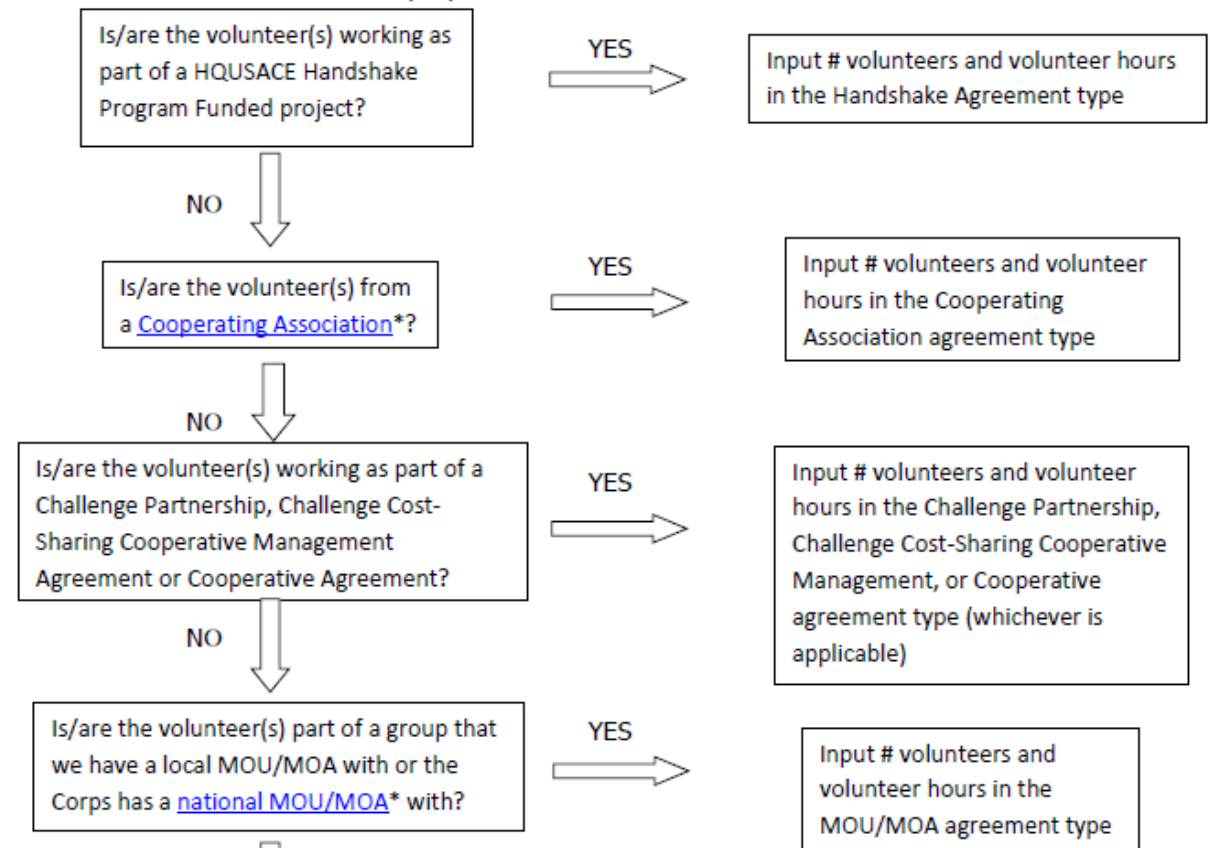 Is/are the volunteer(s) working as
part of a HQUSACE Handshake
Program Funded project?
YES
Input # volunteers and volunteer hours
in the Handshake Agreement type
NO
Is/are the volunteer(s) from
a Cooperating Association*?
YES
Input # volunteers and volunteer
hours in the Cooperating
Association agreement type
NO
Is/are the volunteer(s) working as part of a
Challenge Partnership, Challenge Cost-
Sharing Cooperative Management
Agreement or Cooperative Agreement?
YES
Input # volunteers and volunteer
hours in the Challenge Partnership,
Challenge Cost-Sharing Cooperative
Management, or Cooperative
agreement type (whichever is
applicable)
NO
Is/are the volunteer(s) part of a group that
we have a local MOU/MOA with or the
Corps has a national MOU/MOA* with?
YES
Input # volunteers and
volunteer hours in the
MOU/MOA agreement type